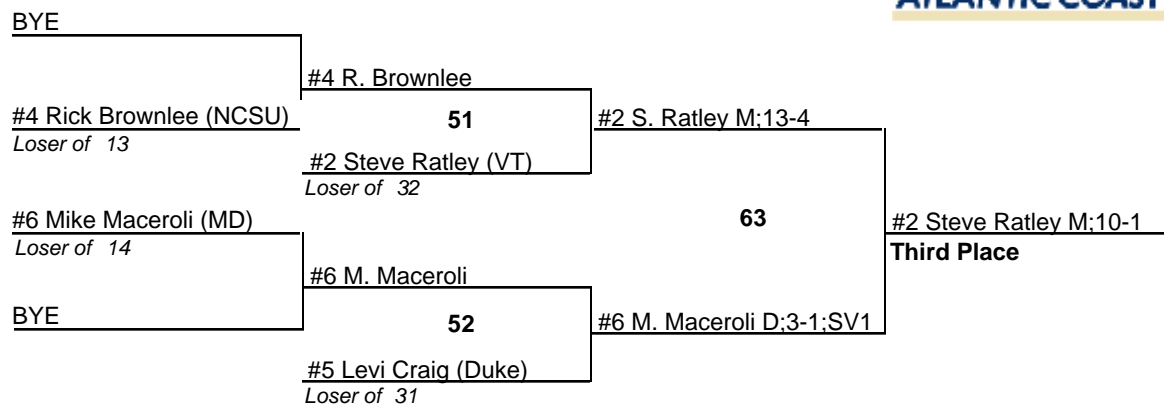 ATLANTIC COAST
BYE
#4 R. Brownlee
#4 Rick Brownlee (NCSU)
Loser of 13
51
#2 S. Ratley M;13-4
#2 Steve Ratley (VT)
Loser of 32
#6 Mike Maceroli (MD)
Loser of 14
63
#2 Steve Ratley M;10-1
Third Place
#6 M. Maceroli
BYE
52
#6 M. Maceroli D;3-1;SV1
#5 Levi Craig (Duke)
Loser of 31